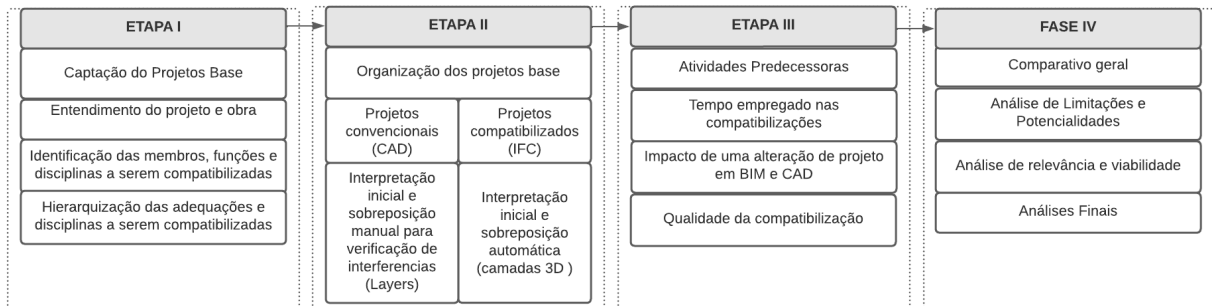 ETAPA I
Captação do Projetos Base
Entendimento do projeto e obra
Identificação das membros, funções e
disciplinas a serem compatibilizadas
Hierarquização das adequações e
disciplinas a serem compatibilizadas
ETAPA II
Organização dos projetos base
Projetos
convencionais
(CAD)
Projetos
compatibilizados
(IFC)
Interpretação
inicial e
sobreposição
manual para
verificação de
interferencias
(Layers)
Interpretação
inicial e
sobreposição
automática
(camadas 3D )
ETAPA III
Atividades Predecessoras
Tempo empregado nas
compatibilizações
Impacto de uma alteração de projeto
em BIM e CAD
Qualidade da compatibilização
FASE IV
Comparativo geral
Análise de Limitações e
Potencialidades
Análise de relevância e viabilidade
Análises Finais